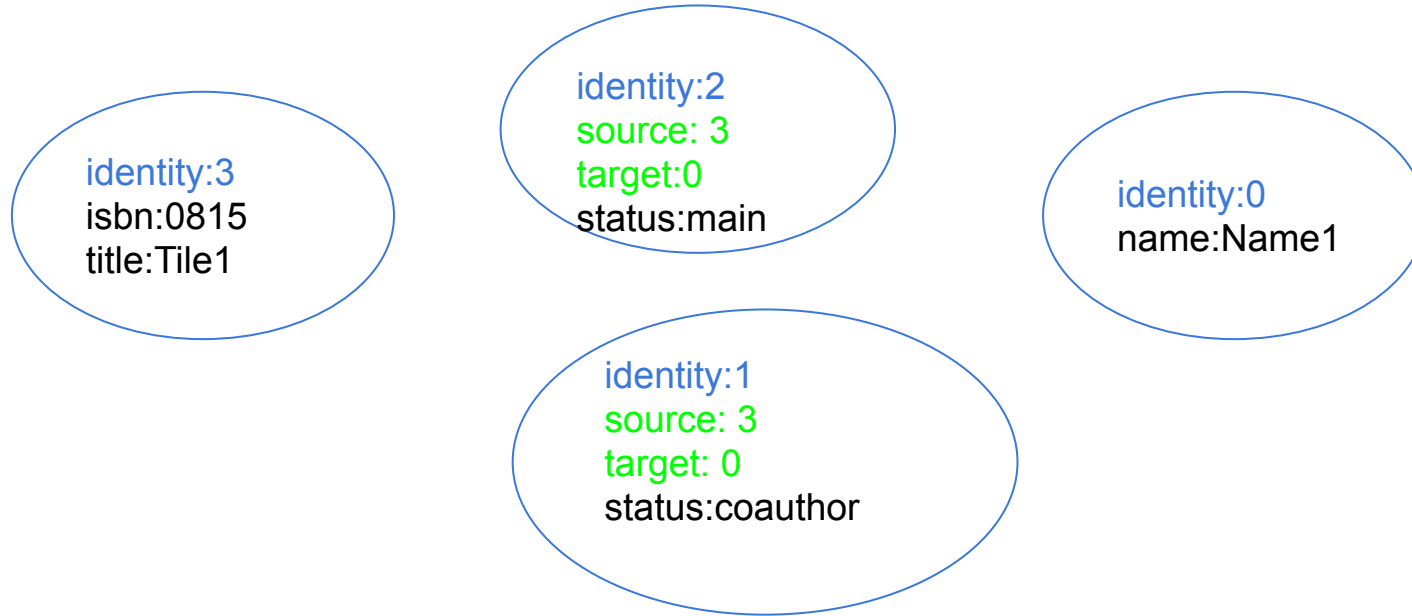 identity:3
isbn:0815
title:Tile1
identity:2
source: 3
target:0
status:main
identity:1
source: 3
target: 0
status:coauthor
identity:0
name:Name1